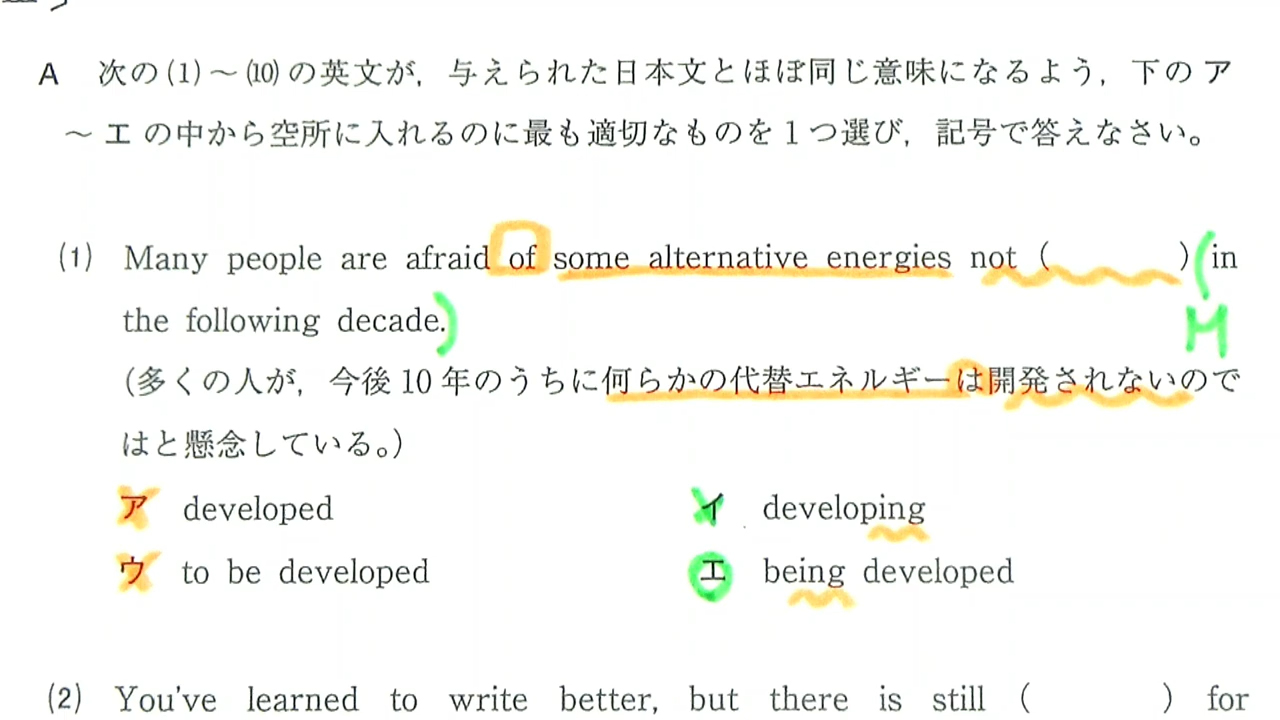 A 次の(1)～(10)の英文が，与えられた日本文とほぼ同じ意味になるよう，下のア
～エの中から空所に入れるのに最も適切なものを1つ選び，記号で答えなさい。
(1) Many people are afraid of some alternative energies not (　　　) in
the following decade.
M
(多くの人が，今後10年のうちに何らかの代替エネルギーは開発されないので
はと懸念している。)
ア developed イ developing
ウ to be developed エ being developed
(2) You've learned to write better, but there is still (　　　) for